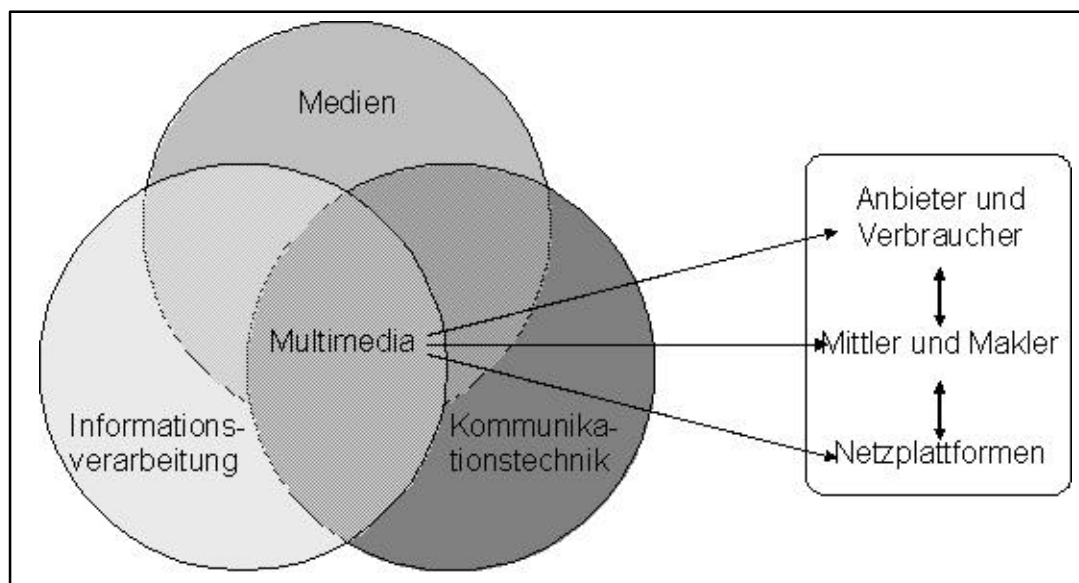 Medien
Multimedia
Informations-
verarbeitung
Kommunika-
tionstechnik
Anbieter und
Verbraucher
Mittler und Makler
Netzplattformen